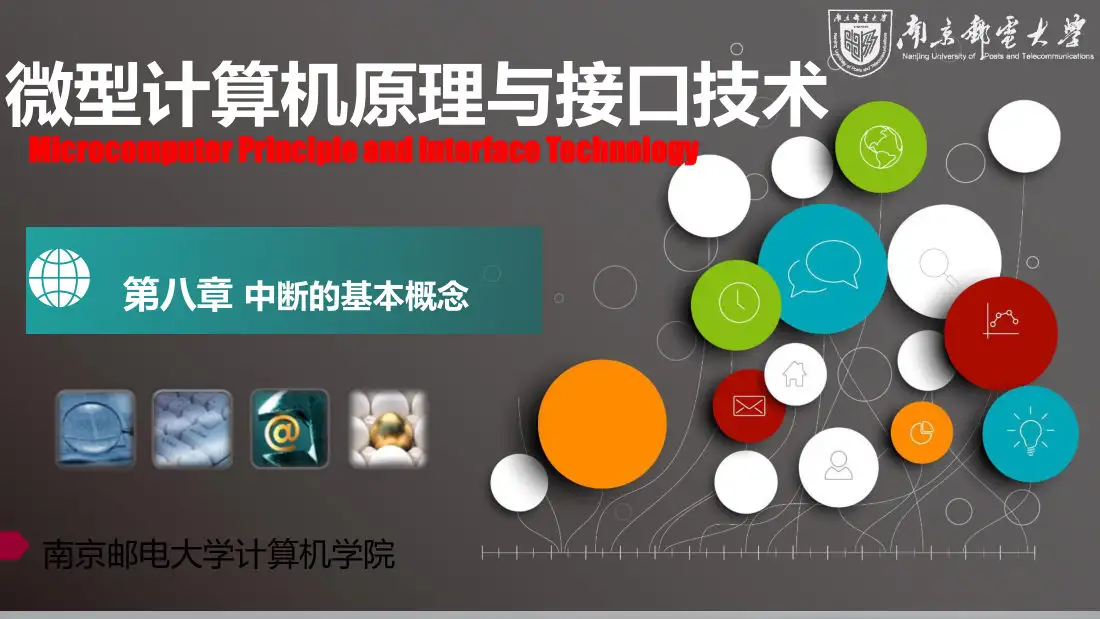 南京邮电大学
Nanjing University of Posts and Telecommunications
微型计算机原理与接口技术
Microcomputer Principle and Interface Technology
第八章 中断的基本概念
@
南京邮电大学计算机学院